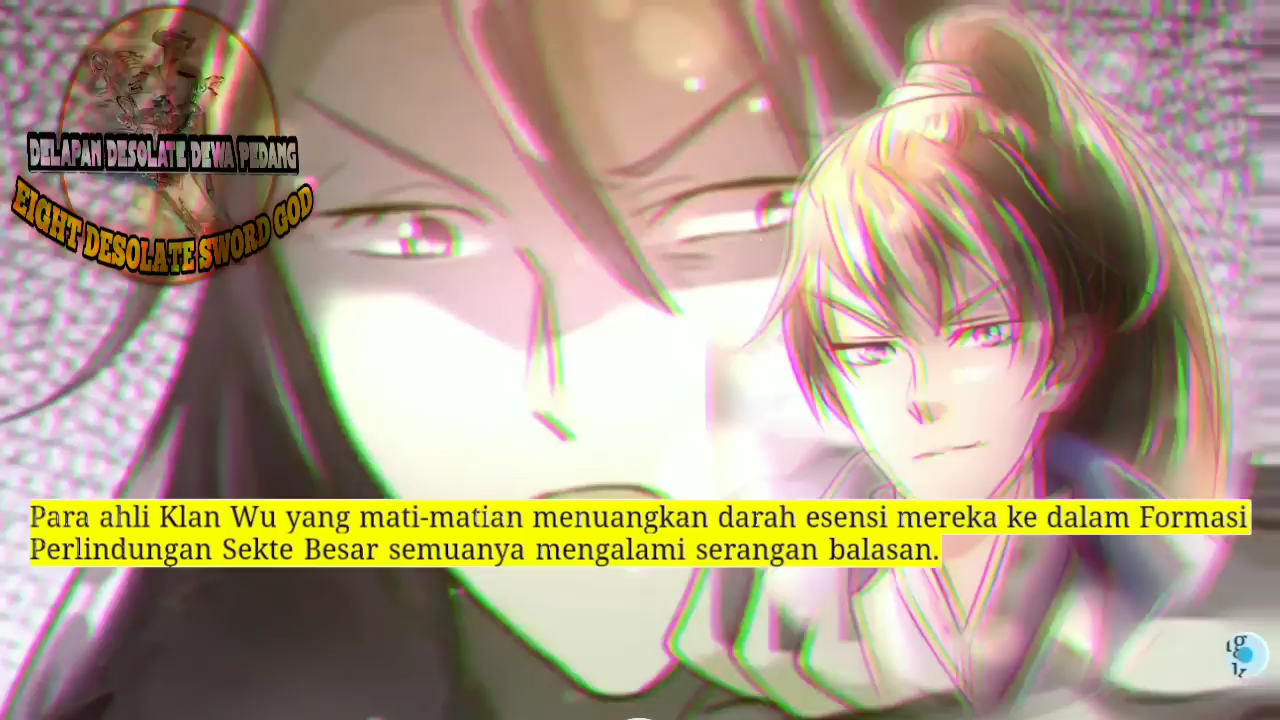 DELAPAN DESOLATE DEWA PEDANG
EIGHT DESOLATE SWORD GOD
Para ahli Klan Wu yang mati-matian menuangkan darah esensi mereka ke dalam Formasi
Perlindungan Sekte Besar semuanya mengalami serangan balasan.